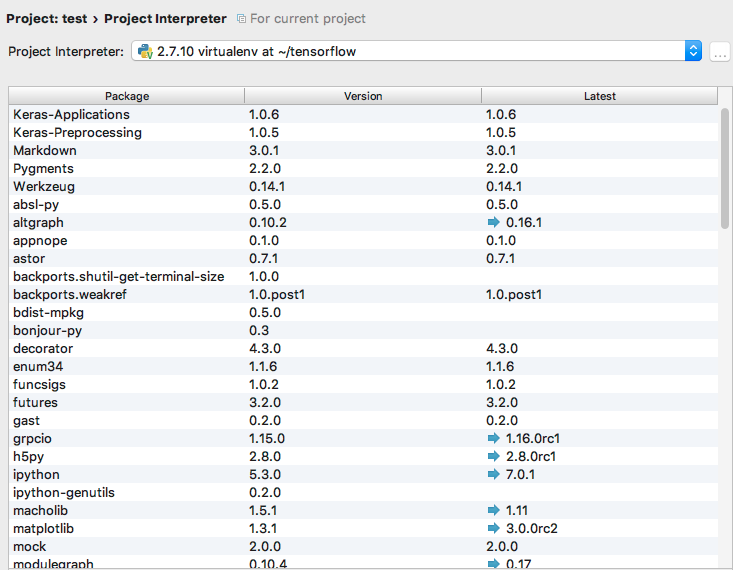 Project: test › Project Interpreter For current project
Project Interpreter: 2.7.10 virtualenv at ~/tensorflow ...
Package Version Latest
Keras-Applications 1.0.6 1.0.6
Keras-Preprocessing 1.0.5 1.0.5
Markdown 3.0.1 3.0.1
Pygments 2.2.0 2.2.0
Werkzeug 0.14.1 0.14.1
absl-py 0.5.0 0.5.0
altgraph 0.10.2 0.16.1
appnope 0.1.0 0.1.0
astor 0.7.1 0.7.1
backports.shutil-get-terminal-size 1.0.0
backports.weakref 1.0.post1 1.0.post1
bdist-mpkg 0.5.0
bonjour-py 0.3
decorator 4.3.0 4.3.0
enum34 1.1.6 1.1.6
funcsigs 1.0.2 1.0.2
futures 3.2.0 3.2.0
gast 0.2.0 0.2.0
grpcio 1.15.0 1.16.0rc1
h5py 2.8.0 2.8.0rc1
ipython 5.3.0 7.0.1
ipython-genutils 0.2.0
macholib 1.5.1 1.11
matplotlib 1.3.1 3.0.0rc2
mock 2.0.0 2.0.0
modulegraph 0.10.4 0.17